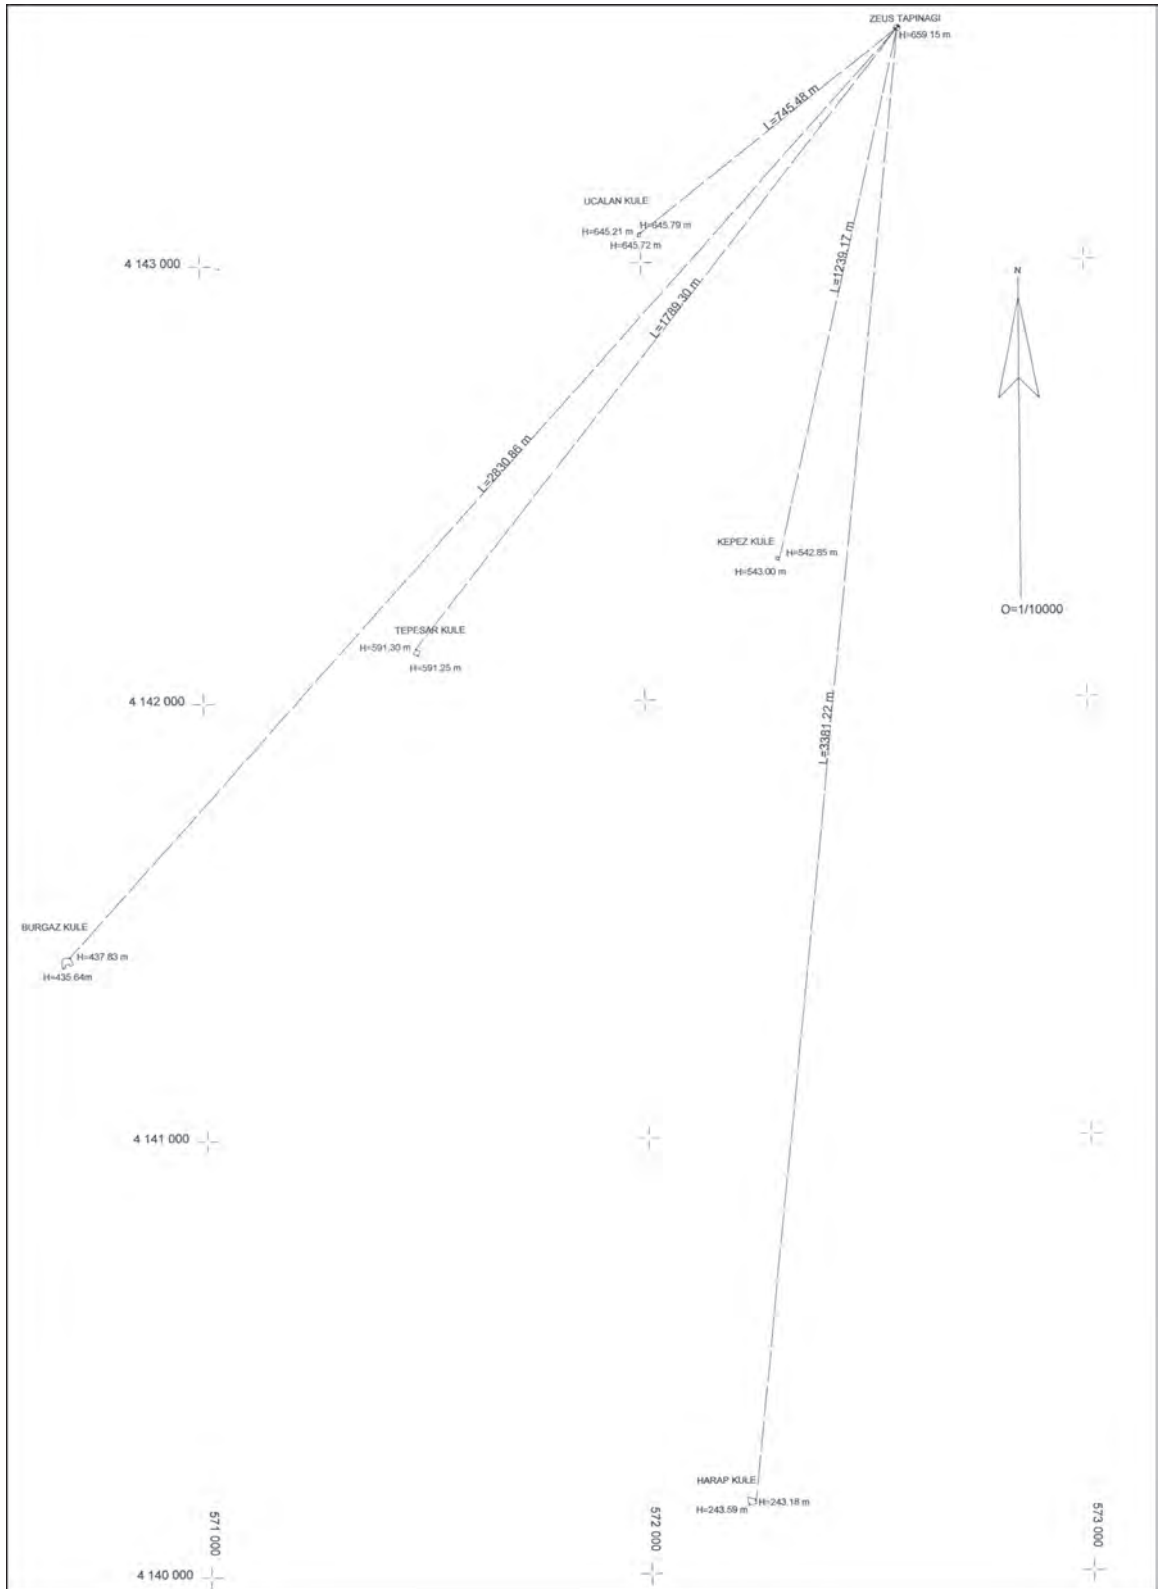 ZEUS TAPINAGI
H=659.15 m
L=745.48 m
UCALAN KULE
H=645.79 m
H=645.21 m
H=645.72 m
L=1239.17 m
4 143 000
N
L=1789.30 m
L=2830.86 m
KEPEZ KULE
H=542.85 m
H=543.00 m
O=1/10000
TEPESAR KULE
H=591.30 m
H=591.25 m
4 142 000
L=3381.22 m
BURGAZ KULE
H=437.83 m
H=435.64m
4 141 000
HARAP KULE
H=243.18 m
H=243.59 m
571 000
572 000
573 000
4 140 000